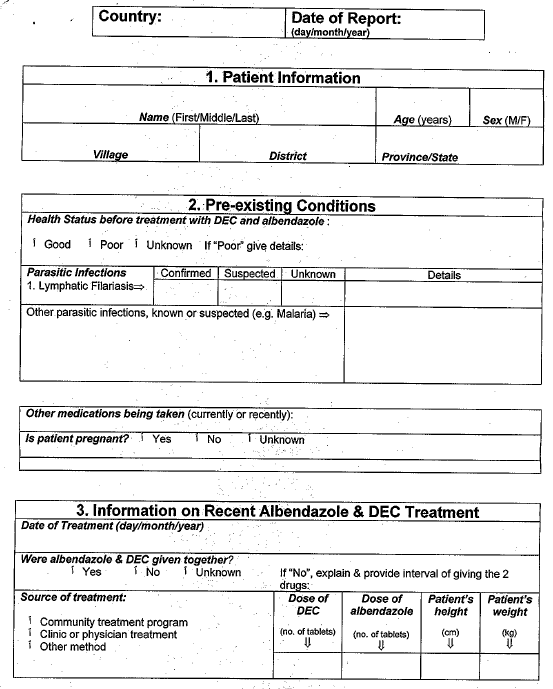 Country: Date of Report:
(day/month/year)
1. Patient Information
Name (First/Middle/Last) Age (years) Sex (M/F)
Village District Province/State
2. Pre-existing Conditions
Health Status before treatment with DEC and albendazole :
Good Poor Unknown If "Poor" give details:
Parasitic Infections Confirmed Suspected Unknown Details
1. Lymphatic Filariasis⇒
Other parasitic infections, known or suspected (e.g. Malaria) ⇒
Other medications being taken (currently or recently):
Is patient pregnant? Yes No Unknown
3. Information on Recent Albendazole & DEC Treatment
Date of Treatment (day/month/year)
Were albendazole & DEC given together?
Yes No Unknown If "No", explain & provide interval of giving the 2
drugs:
Source of treatment: Dose of Dose of Patient's Patient's
DEC albendazole height weight
Community treatment program (no. of tablets) (no. of tablets) (cm) (kg)
Clinic or physician treatment ⇓ ⇓ ⇓ ⇓
Other method